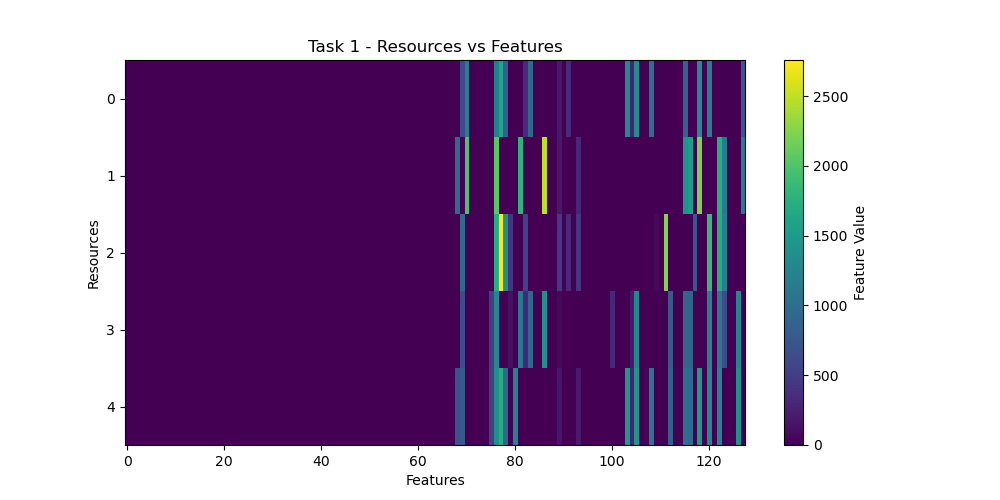 Task 1 - Resources vs Features
Resources
0
1
2
3
4
0 20 40 60 80 100 120
Features
2500
2000
1500
1000
500
0
Feature Value